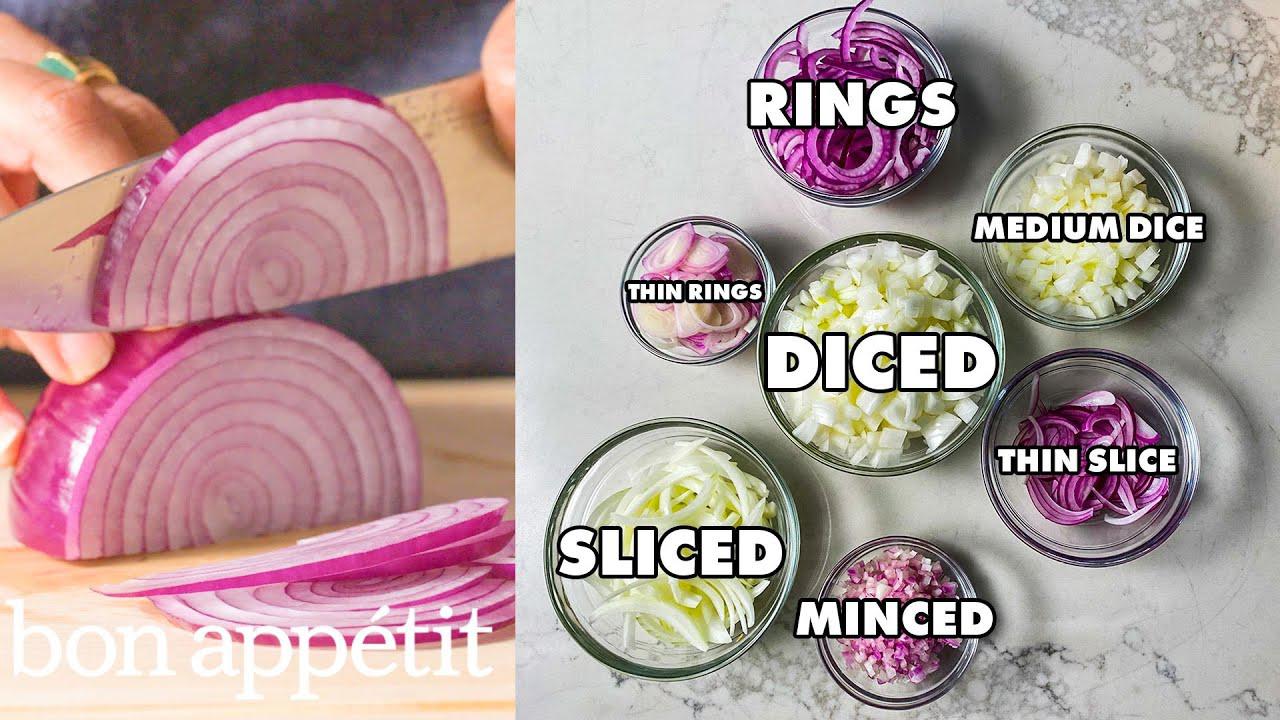 bon appétit
RINGS
MEDIUM DICE
THIN RINGS
DICED
THIN SLICE
SLICED
MINCED